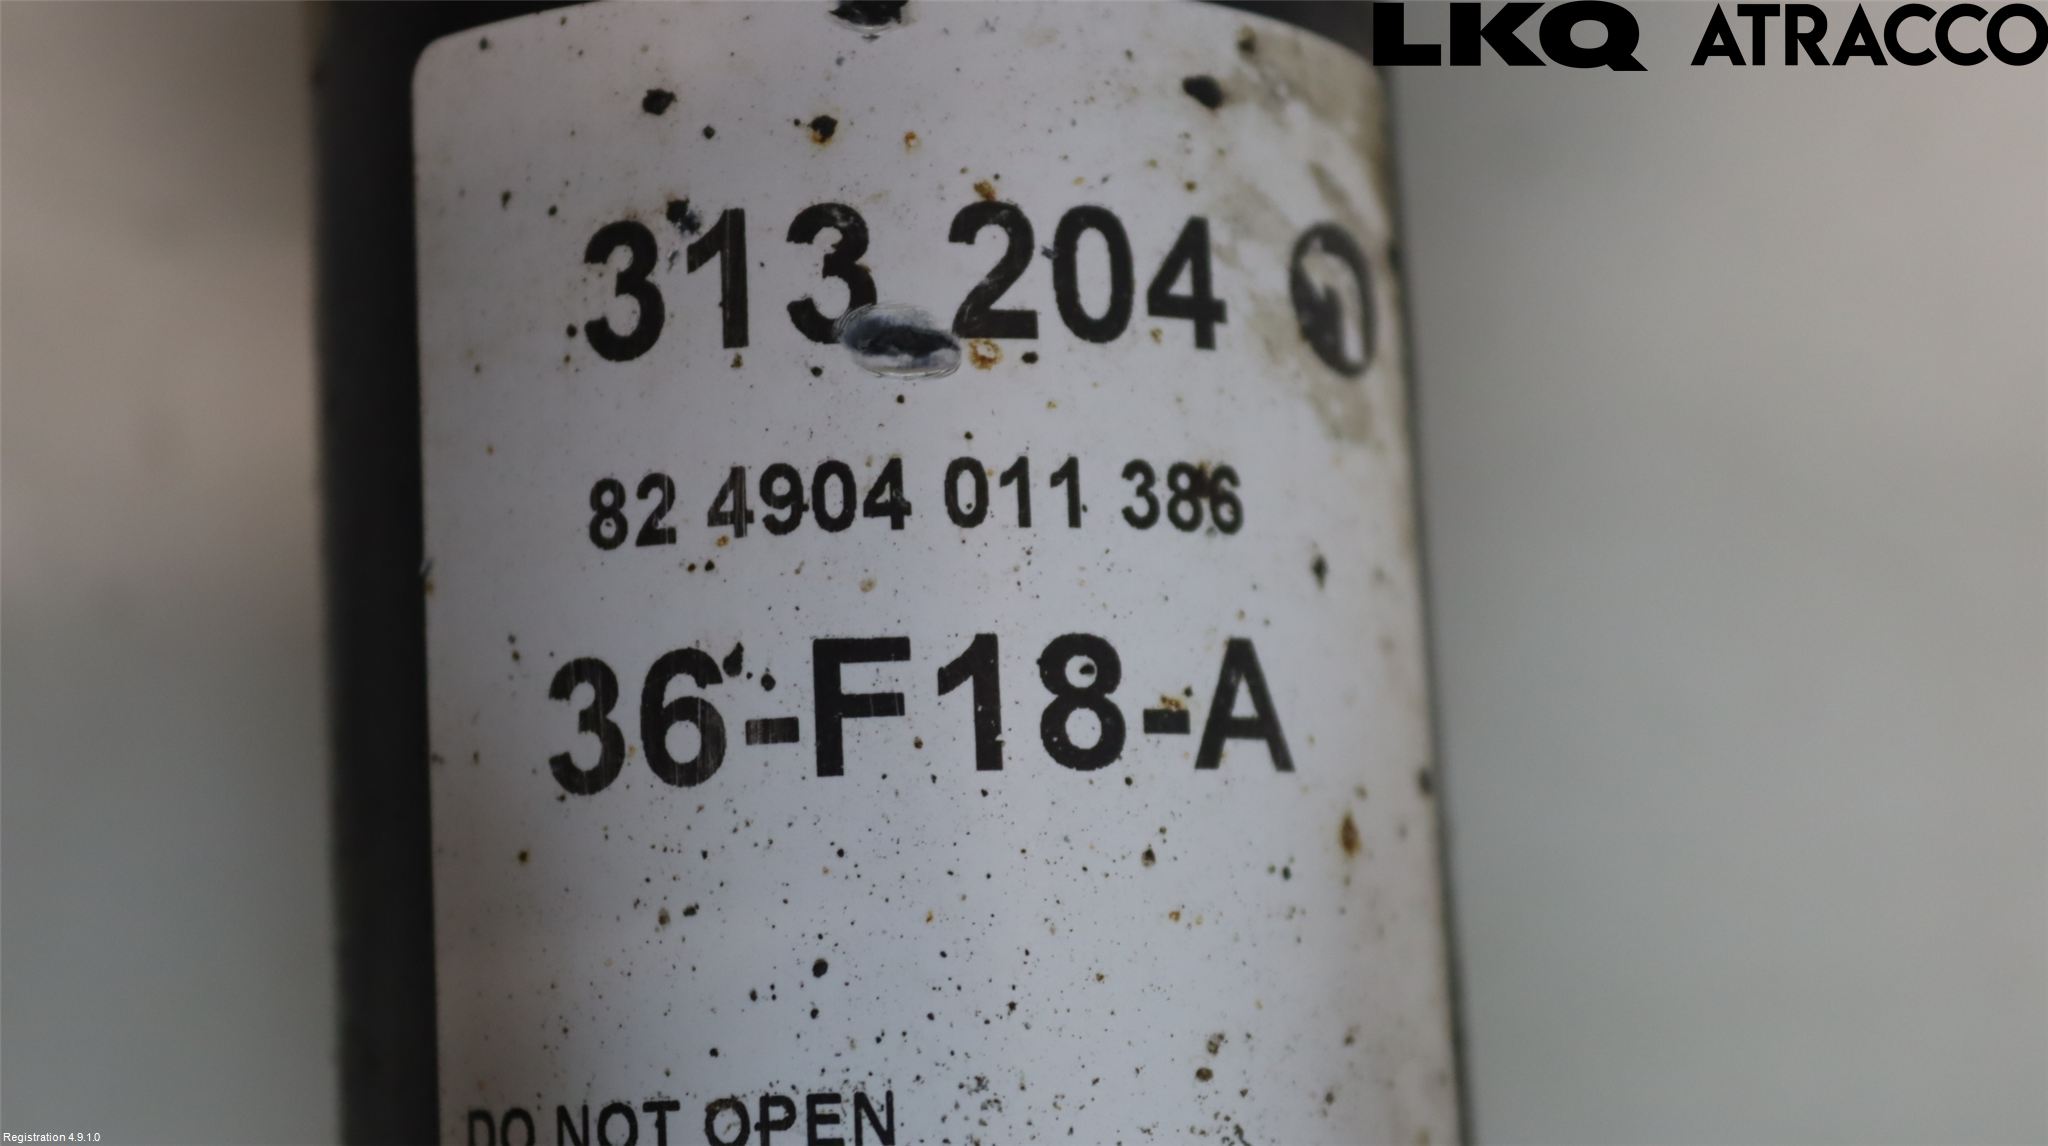 LKQ ATRACCO
313 204
82 4904 011 386
36-F18-A
DO NOT OPEN
Registration 4.9.1.0